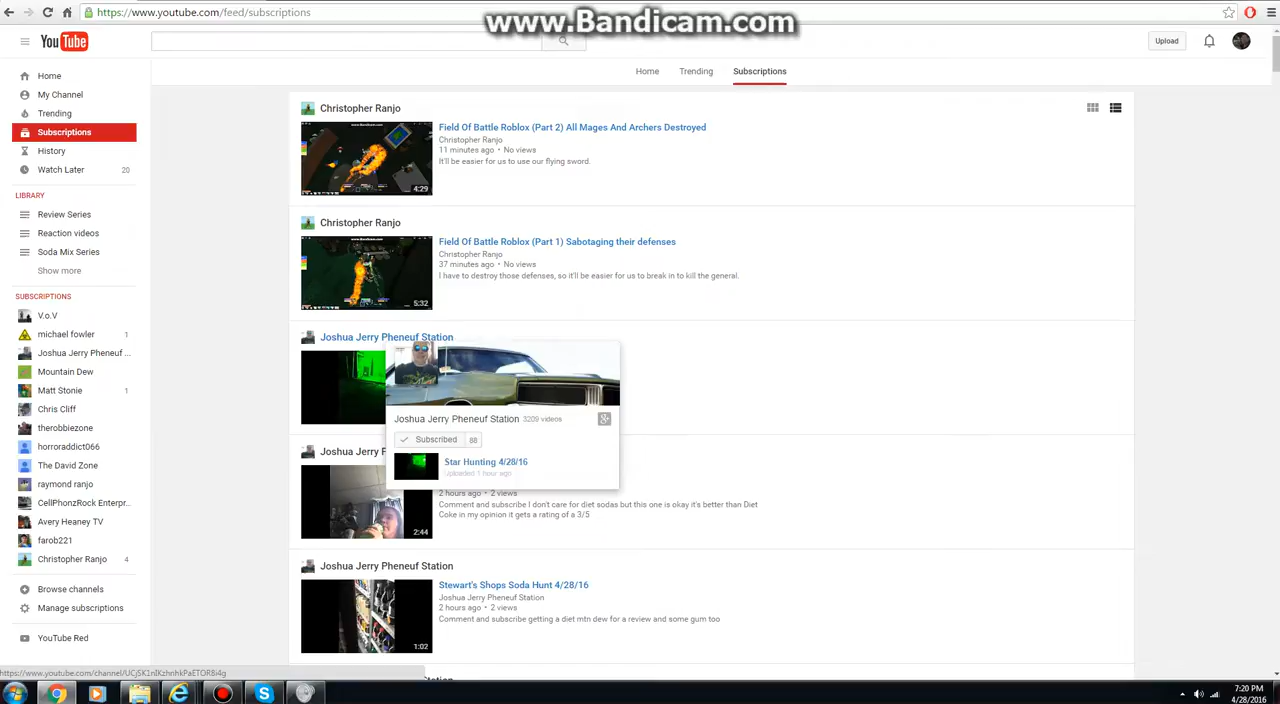 https://www.youtube.com/feed/subscriptions
www.Bandicam.com
YouTube
Upload
Home
Trending
Subscriptions
Home
My Channel
Trending
Subscriptions
History
Watch Later 20
LIBRARY
Review Series
Reaction videos
Soda Mix Series
Show more
SUBSCRIPTIONS
V.o.V
michael fowler 1
Joshua Jerry Pheneuf ...
Mountain Dew
Matt Stonie 1
Chris Cliff
therobbiezone
horroraddict066
The David Zone
raymond ranjo
CellPhonzRock Enterpr...
Avery Heaney TV
farob221
Christopher Ranjo 4
Browse channels
Manage subscriptions
YouTube Red
Christopher Ranjo
Field Of Battle Roblox (Part 2) All Mages And Archers Destroyed
Christopher Ranjo
11 minutes ago • No views
It'll be easier for us to use our flying sword.
4:29
Christopher Ranjo
Field Of Battle Roblox (Part 1) Sabotaging their defenses
Christopher Ranjo
37 minutes ago • No views
I have to destroy those defenses, so it'll be easier for us to break in to kill the general.
5:32
Joshua Jerry Pheneuf Station
Joshua Jerry Pheneuf Station 3209 videos
Subscribed 88
Star Hunting 4/28/16
Uploaded 1 hour ago
Joshua Jerry P
2 hours ago • 2 views
Comment and subscribe I don't care for diet sodas but this one is okay it's better than Diet
Coke in my opinion it gets a rating of a 3/5
2:44
Joshua Jerry Pheneuf Station
Stewart's Shops Soda Hunt 4/28/16
Joshua Jerry Pheneuf Station
2 hours ago • 2 views
Comment and subscribe getting a diet mtn dew for a review and some gum too
1:02
7:20 PM
4/28/2016